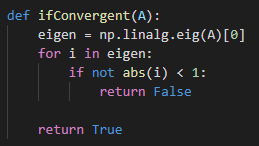 def ifConvergent(A):
    eigen = np.linalg.eig(A)[0]
    for i in eigen:
        if not abs(i) < 1:
            return False
    return True